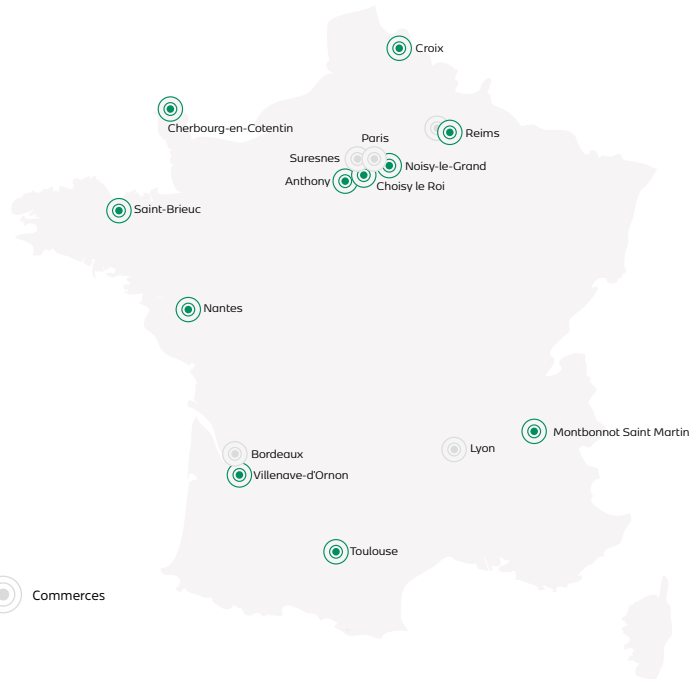 Croix
Cherbourg-en-Cotentin
Reims
Paris
Suresnes
Noisy-le-Grand
Anthony
Choisy le Roi
Saint-Brieuc
Nantes
Montbonnot Saint Martin
Lyon
Bordeaux
Villenave-d'Ornon
Toulouse
Commerces